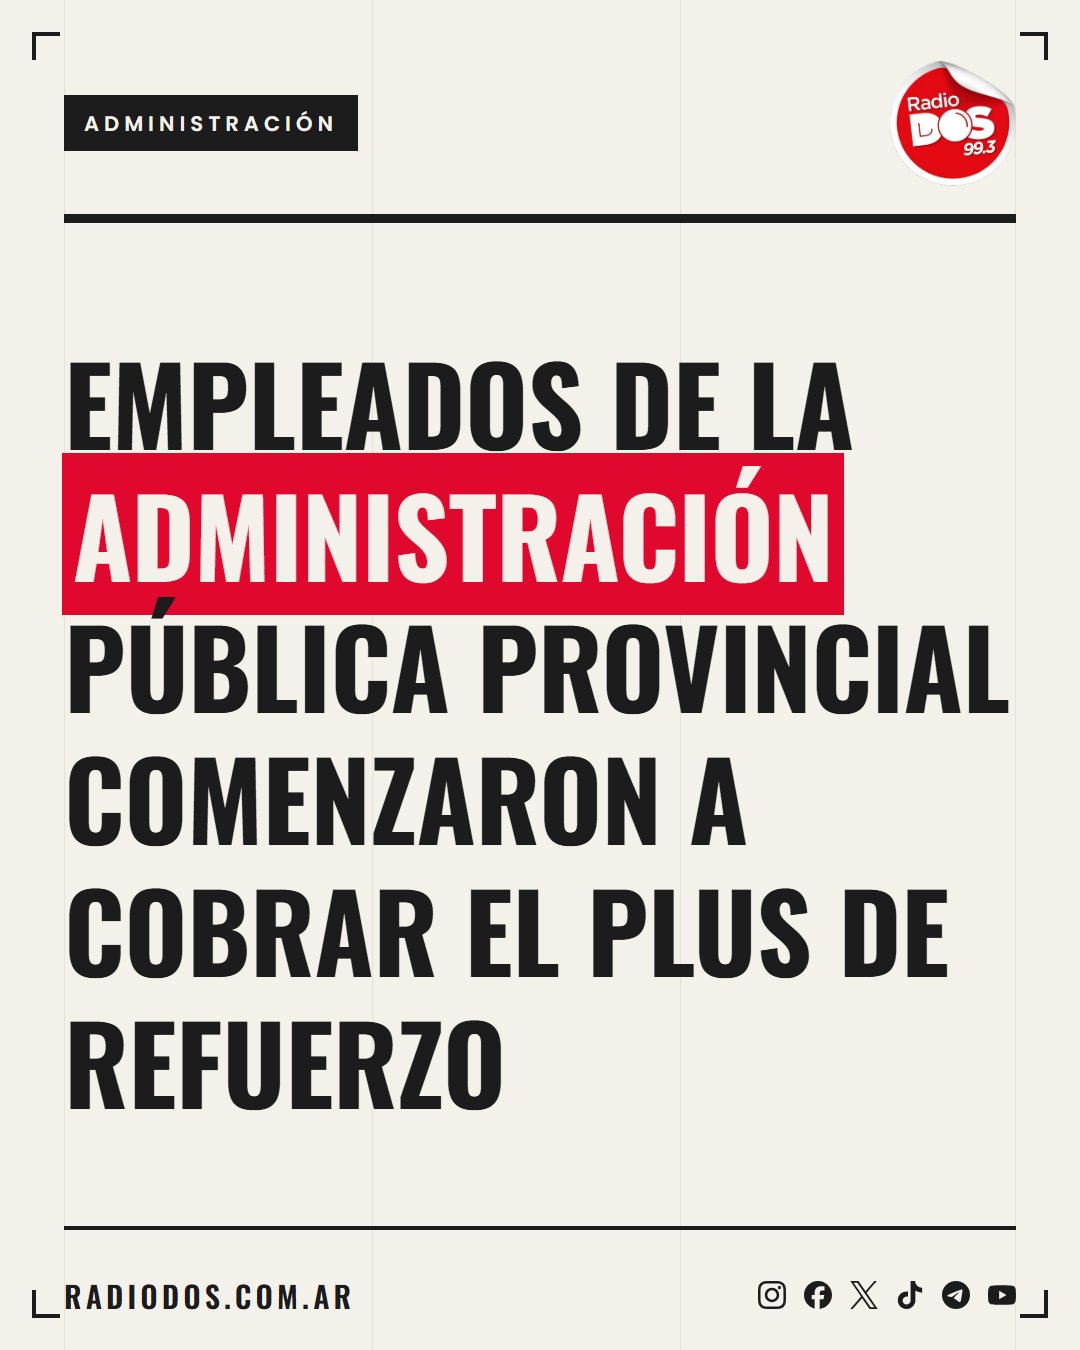 ADMINISTRACIÓN
Radio
DOS
99.3
EMPLEADOS DE LA
ADMINISTRACIÓN
PÚBLICA PROVINCIAL
COMENZARON A
COBRAR EL PLUS DE
REFUERZO
RADIODOS.COM.AR